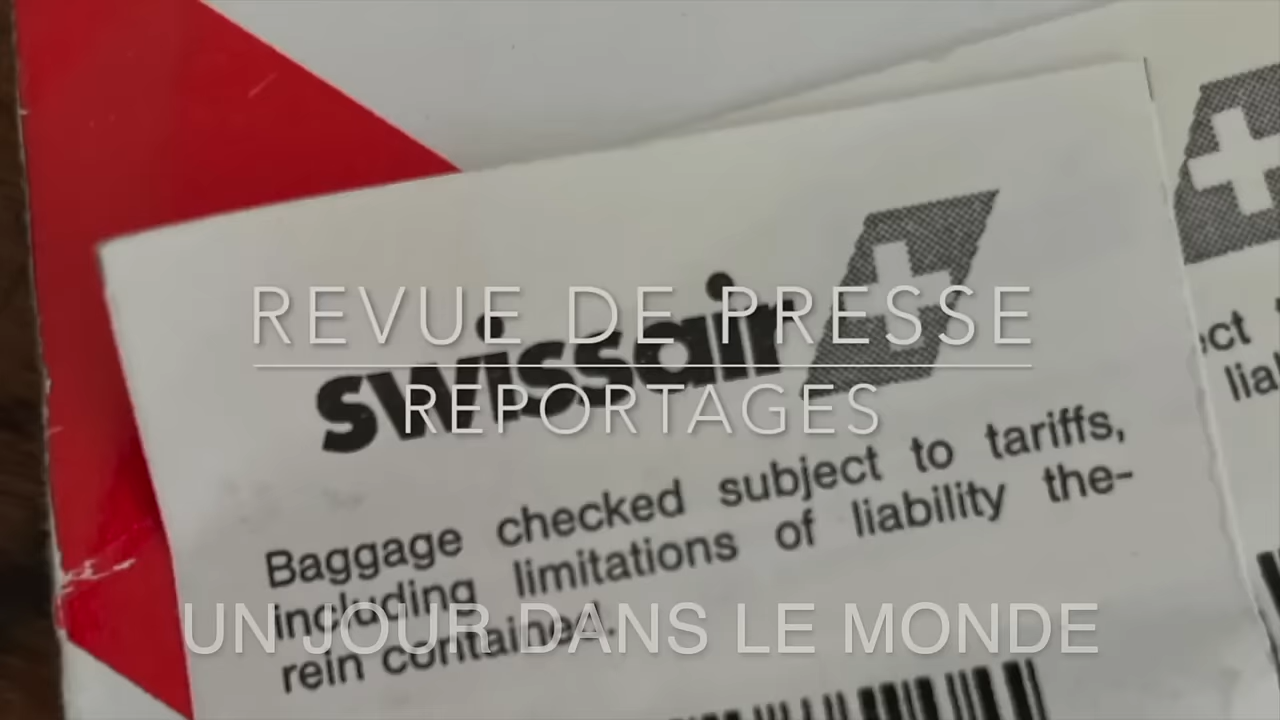 REVUE DE PRESSE
swissair
REPORTAGES
Baggage checked subject to tariffs,
including limitations of liability the-
rein contained.
UN JOUR DANS LE MONDE
ct
lia